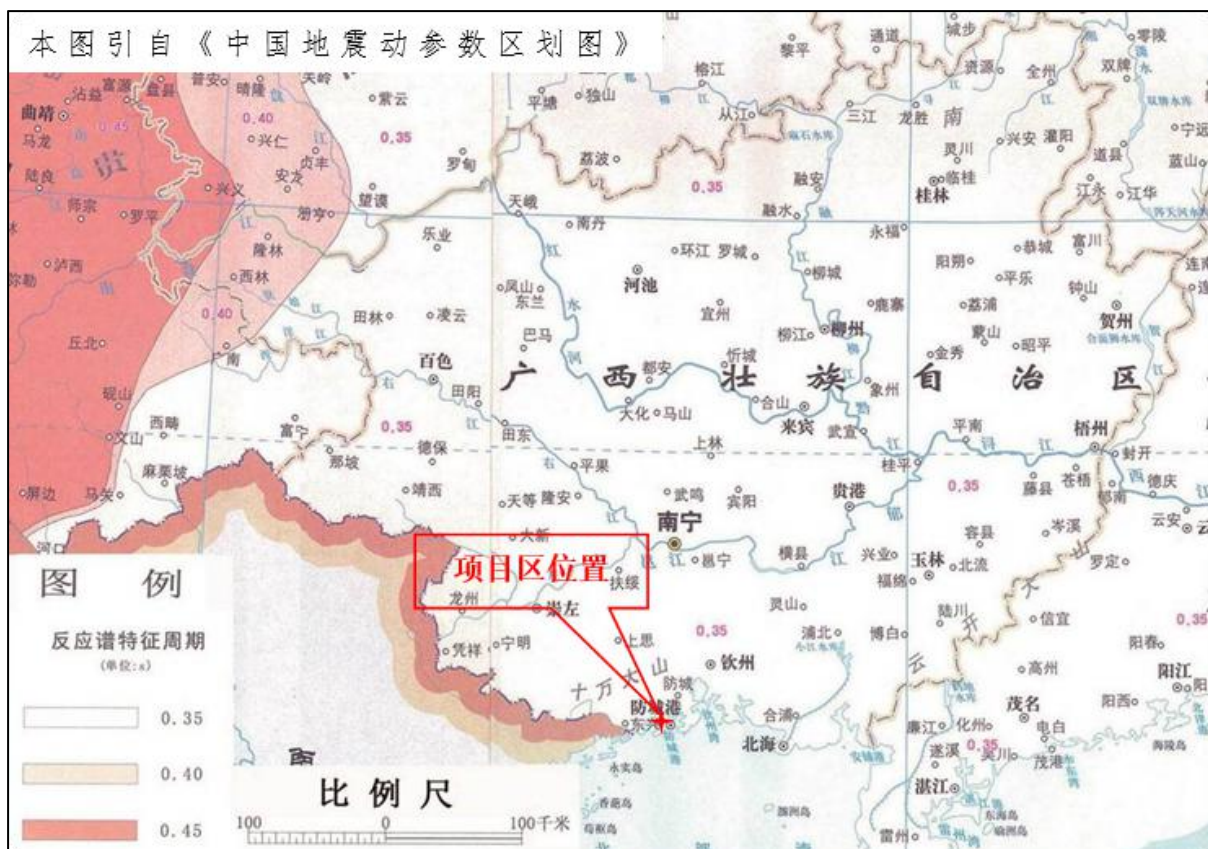 本图引自《中国地震动参数区划图》
黎平
通道
城步
零陵
资源
全州
双牌
普安
晴隆
紫云
平塘
独山
榕江
从江
三江
龙胜
南
兴安
灌阳
宁远
道县
蓝山
沾益
富源
盘县
曲靖
0.45
0.40
0.35
马龙
贵
兴仁
贞丰
罗甸
荔波
麻石水库
灵川
临桂
桂林
江永
江华
陆良
兴义
安龙
望谟
0.35
融安
师宗
罗平
册亨
天峨
融水
永福
恭城
富川
南丹
乐业
隆林
环江
罗城
阳朔
泸西
弥勒
西林
河池
柳城
平乐
钟山
凤山
东兰
宜州
鹿寨
荔浦
贺州
0.40
田林
凌云
巴马
柳江
柳州
蒙山
昭平
丘北
广南
百色
都安
忻城
金秀
广西壮族自治区
砚山
田阳
大化
马山
合山
来宾
象州
西畴
文山
富宁
0.35
田东
上林
武宣
平南
梧州
封开
麻栗坡
那坡
德保
平果
桂平
苍梧
屏边
马关
靖西
天等
隆安
武鸣
宾阳
贵港
0.35
藤县
郁南
德庆
云安
大新
南宁
容县
岑溪
河口
邕宁
横县
兴业
玉林
北流
罗定
图例
项目区位置
扶绥
福绵
龙州
崇左
灵山
陆川
信宜
反应谱特征周期
(单位:s)
凭祥
宁明
上思
0.35
浦北
博白
阳春
0.35
钦州
高州
阳江
十万大山
防城
0.35
防城港
东兴
合浦
北海
廉江
化州
茂名
电白
阳西
0.40
遂溪
0.35
吴川
茂港
比例尺
湛江
0.45
100
0
100千米
雷州